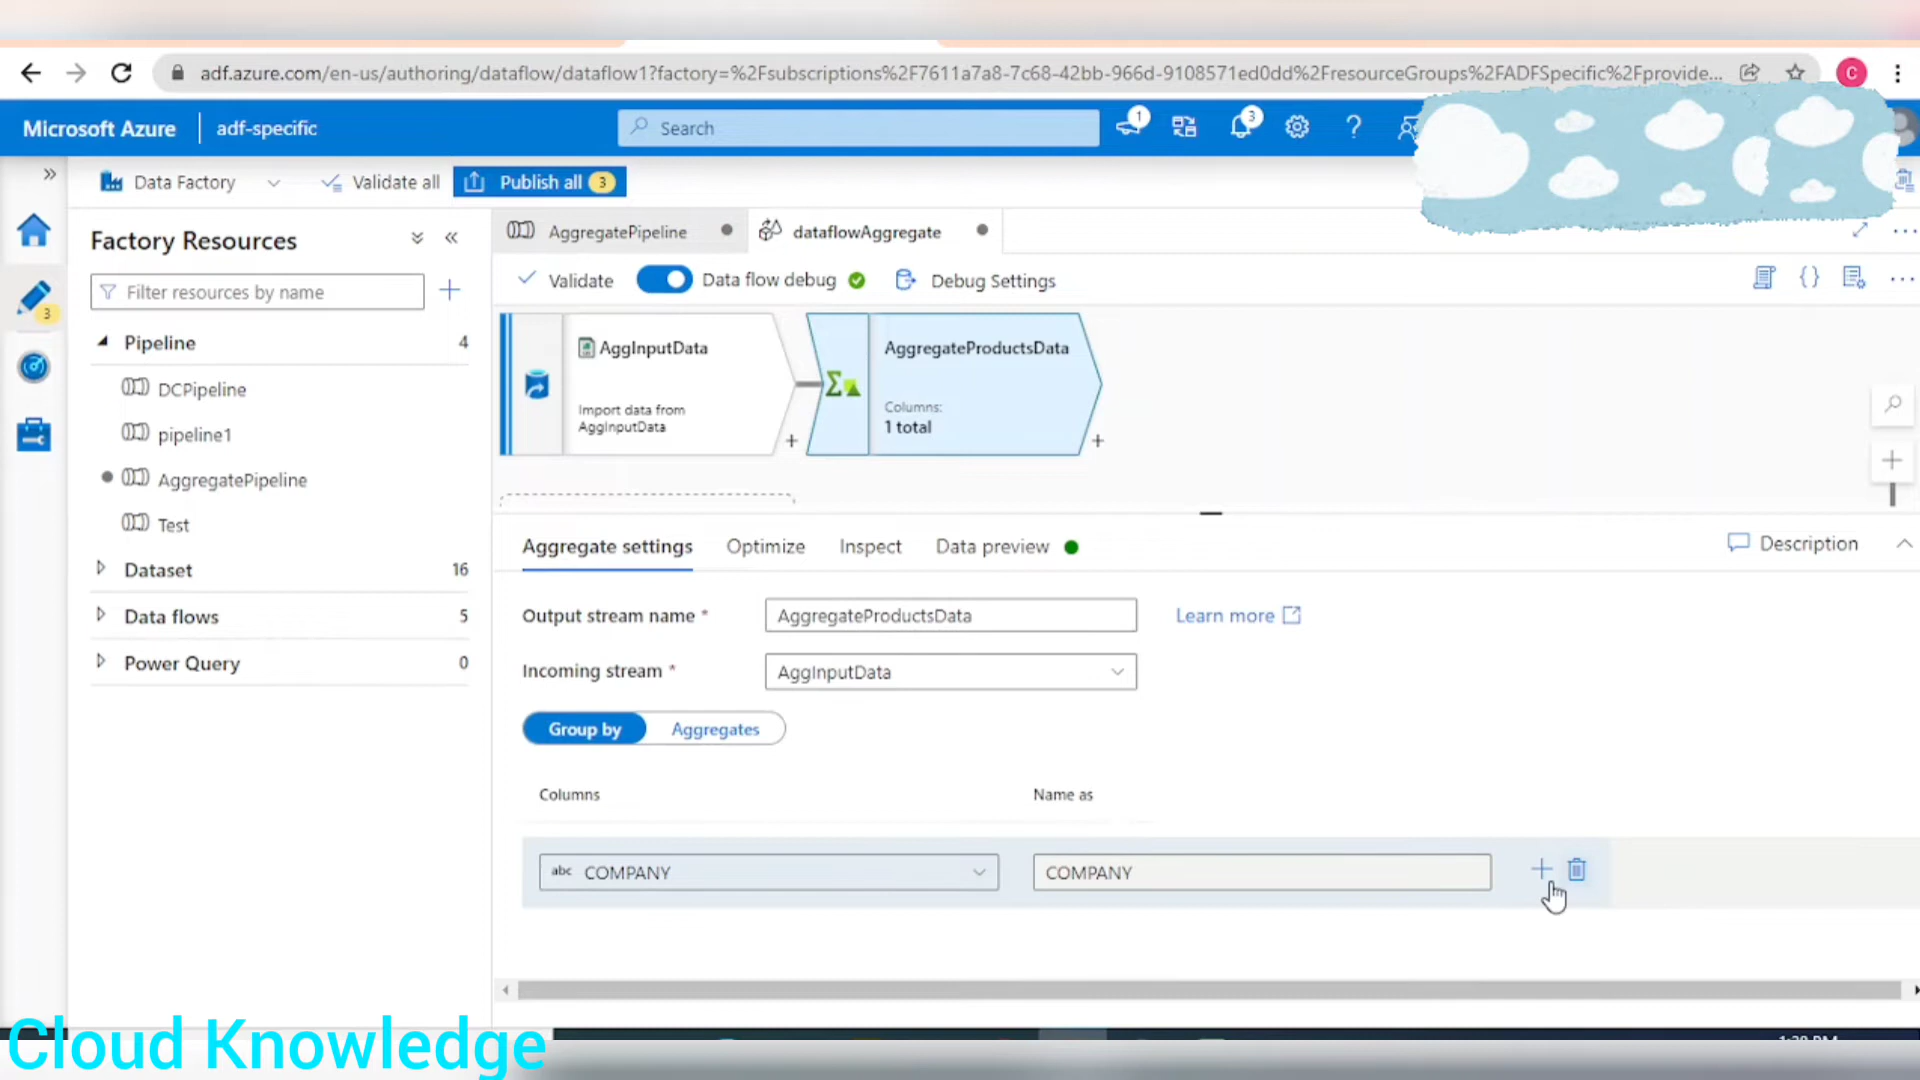 adf.azure.com/en-us/authoring/dataflow/dataflow1?factory=%2Fsubscriptions%2F7611a7a8-7c68-42bb-966d-9108571ed0dd%2FresourceGroups%2FADFSpecific%2Fprovide...
C
Microsoft Azure
adf-specific
Search
1
3
?
Data Factory
Validate all
Publish all
3
Factory Resources
AggregatePipeline
dataflowAggregate
Filter resources by name
Validate
Data flow debug
Debug Settings
3
Pipeline
4
DCPipeline
pipeline1
AggregatePipeline
Test
Dataset
16
Data flows
5
Power Query
0
AggInputData
Import data from
AggInputData
AggregateProductsData
Columns:
1 total
Aggregate settings
Optimize
Inspect
Data preview
Description
Output stream name *
AggregateProductsData
Learn more
Incoming stream *
AggInputData
Group by
Aggregates
Columns
Name as
abc COMPANY
COMPANY
Cloud Knowledge